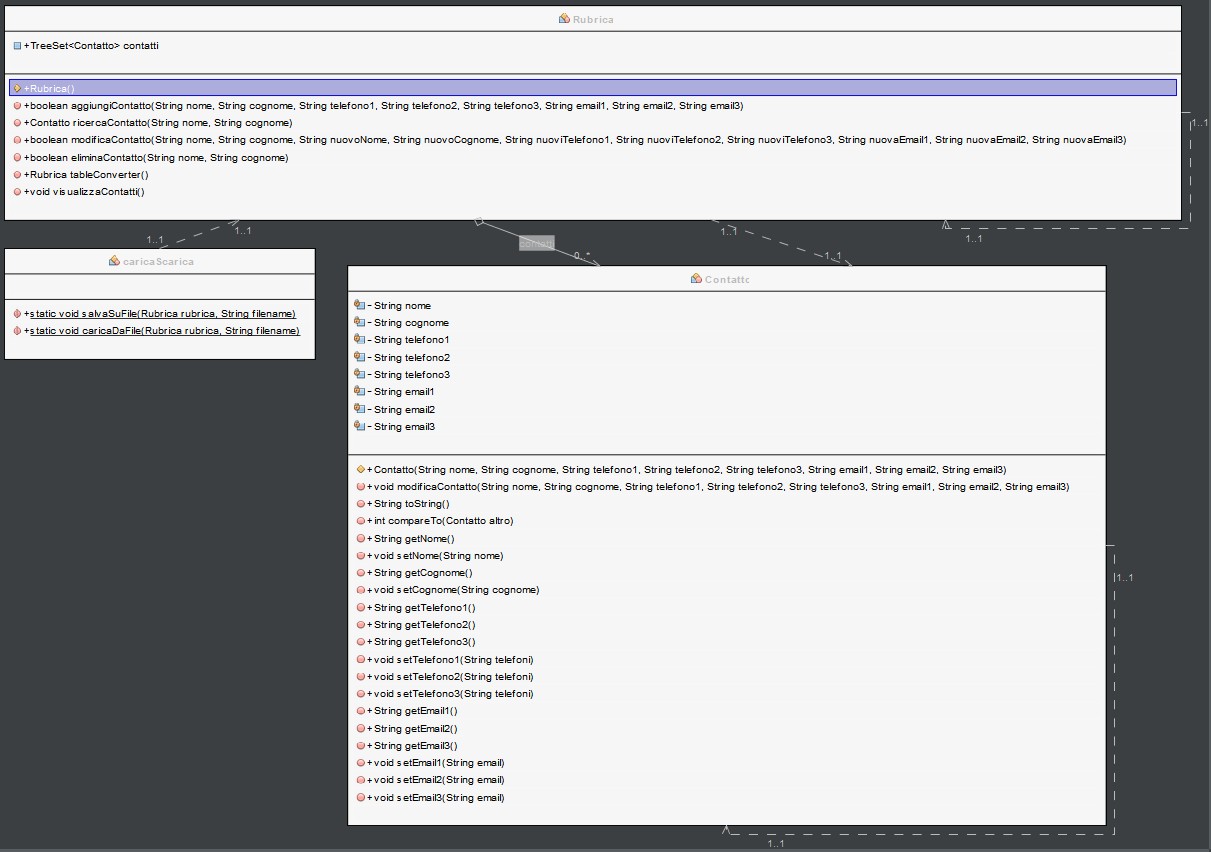 Rubrica
+TreeSet<Contatto> contatti
+Rubrica()
+boolean aggiungiContatto(String nome, String cognome, String telefono1, String telefono2, String telefono3, String email1, String email2, String email3)
+Contatto ricercaContatto(String nome, String cognome)
+boolean modificaContatto(String nome, String cognome, String nuovoNome, String nuovoCognome, String nuoviTelefono1, String nuoviTelefono2, String nuoviTelefono3, String nuovaEmail1, String nuovaEmail2, String nuovaEmail3)
+boolean eliminaContatto(String nome, String cognome)
+Rubrica tableConverter()
+void visualizzaContatti()
1..1
1..1
1..1
1..1
1..1
contatti
0..*
1..1
caricaScarica
+static void salvaSuFile(Rubrica rubrica, String filename)
+static void caricaDaFile(Rubrica rubrica, String filename)
Contatto
- String nome
- String cognome
- String telefono1
- String telefono2
- String telefono3
- String email1
- String email2
- String email3
+Contatto(String nome, String cognome, String telefono1, String telefono2, String telefono3, String email1, String email2, String email3)
+void modificaContatto(String nome, String cognome, String telefono1, String telefono2, String telefono3, String email1, String email2, String email3)
+String toString()
+int compareTo(Contatto altro)
+String getNome()
+void setNome(String nome)
+String getCognome()
+void setCognome(String cognome)
+String getTelefono1()
+String getTelefono2()
+String getTelefono3()
+void setTelefono1(String telefoni)
+void setTelefono2(String telefoni)
+void setTelefono3(String telefoni)
+String getEmail1()
+String getEmail2()
+String getEmail3()
+void setEmail1(String email)
+void setEmail2(String email)
+void setEmail3(String email)
1..1
1..1